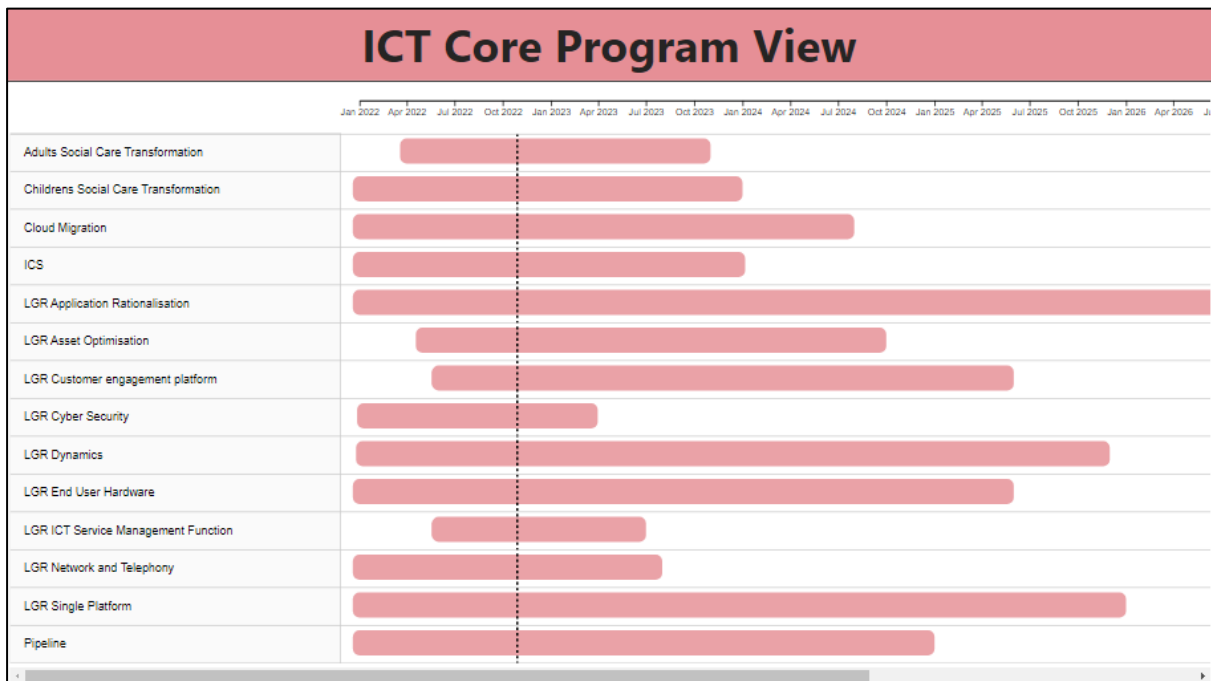 ICT Core Program View
Jan 2022 Apr 2022 Jul 2022 Oct 2022 Jan 2023 Apr 2023 Jul 2023 Oct 2023 Jan 2024 Apr 2024 Jul 2024 Oct 2024 Jan 2025 Apr 2025 Jul 2025 Oct 2025 Jan 2026 Apr 2026
Adults Social Care Transformation
Childrens Social Care Transformation
Cloud Migration
ICS
LGR Application Rationalisation
LGR Asset Optimisation
LGR Customer engagement platform
LGR Cyber Security
LGR Dynamics
LGR End User Hardware
LGR ICT Service Management Function
LGR Network and Telephony
LGR Single Platform
Pipeline